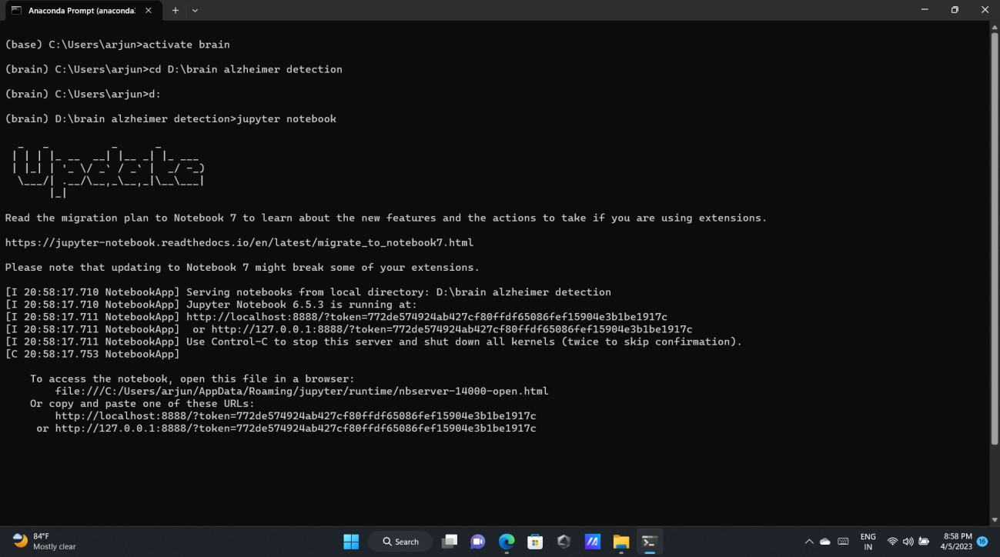 Anaconda Prompt (anaconda:
(base) C:\Users\arjun>activate brain
(brain) C:\Users\arjun>cd D:\brain alzheimer detection
(brain) C:\Users\arjun>d:
(brain) D:\brain alzheimer detection>jupyter notebook
Update
Read the migration plan to Notebook 7 to learn about the new features and the actions to take if you are using extensions.
https://jupyter-notebook.readthedocs.io/en/latest/migrate_to_notebook7.html
Please note that updating to Notebook 7 might break some of your extensions.
[I 20:58:17.710 NotebookApp] Serving notebooks from local directory: D:\brain alzheimer detection
[I 20:58:17.710 NotebookApp] Jupyter Notebook 6.5.3 is running at:
[I 20:58:17.711 NotebookApp] http://localhost:8888/?token=772de574924ab427cf80ffdf65086fef15904e3b1be1917c
[I 20:58:17.711 NotebookApp]  or http://127.0.0.1:8888/?token=772de574924ab427cf80ffdf65086fef15904e3b1be1917c
[I 20:58:17.711 NotebookApp] Use Control-C to stop this server and shut down all kernels (twice to skip confirmation).
[C 20:58:17.753 NotebookApp]
To access the notebook, open this file in a browser:
file:///C:/Users/arjun/AppData/Roaming/jupyter/runtime/nbserver-14000-open.html
Or copy and paste one of these URLs:
http://localhost:8888/?token=772de574924ab427cf80ffdf65086fef15904e3b1be1917c
or http://127.0.0.1:8888/?token=772de574924ab427cf80ffdf65086fef15904e3b1be1917c
84°F
Mostly clear
Search
ENG
IN
8:58 PM
4/5/2023
16